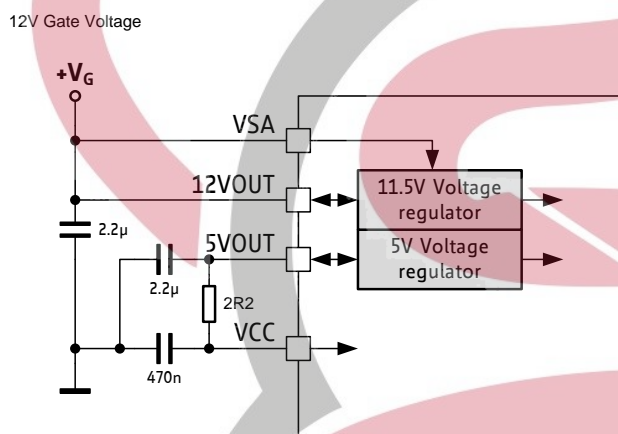 12V Gate Voltage
+VG
VSA
12VOUT
11.5V Voltage
regulator
2.2µ
5VOUT
5V Voltage
regulator
2.2µ
2R2
VCC
470n